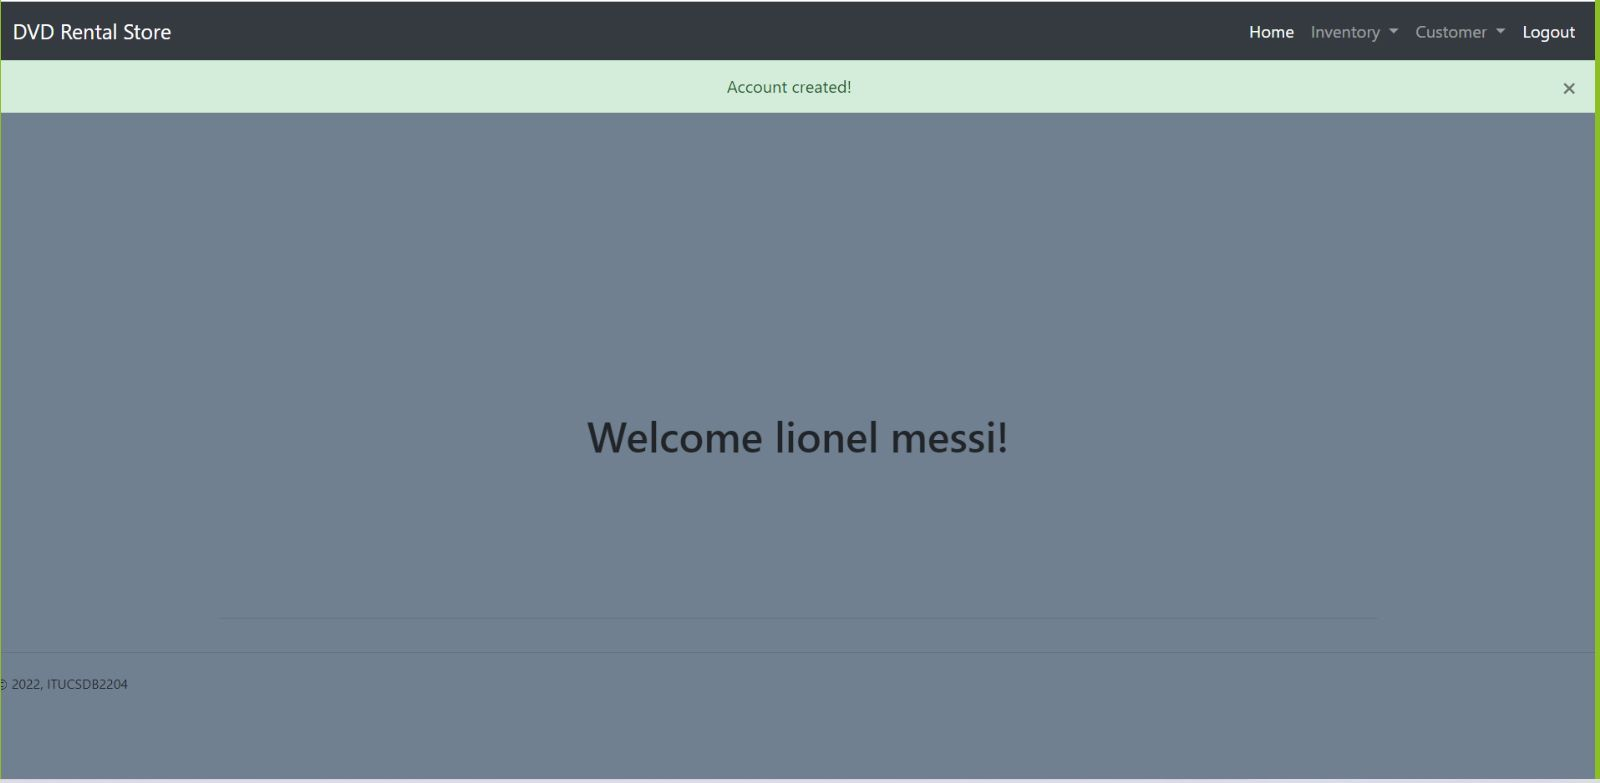 DVD Rental Store Home Inventory Customer Logout
Account created! ×
Welcome lionel messi!
© 2022, ITUCSDB2204